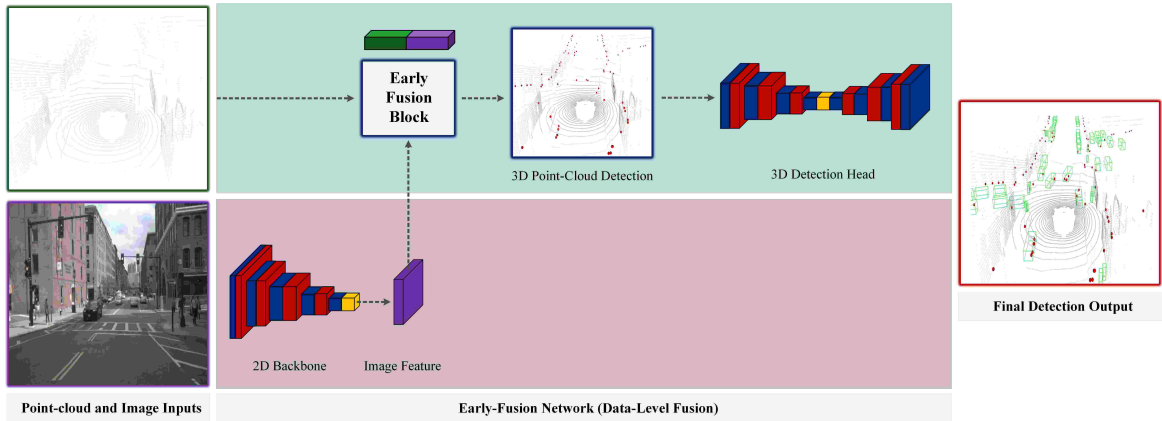 Early
Fusion
Block
3D Point-Cloud Detection
3D Detection Head
2D Backbone
Image Feature
Final Detection Output
Point-cloud and Image Inputs
Early-Fusion Network (Data-Level Fusion)